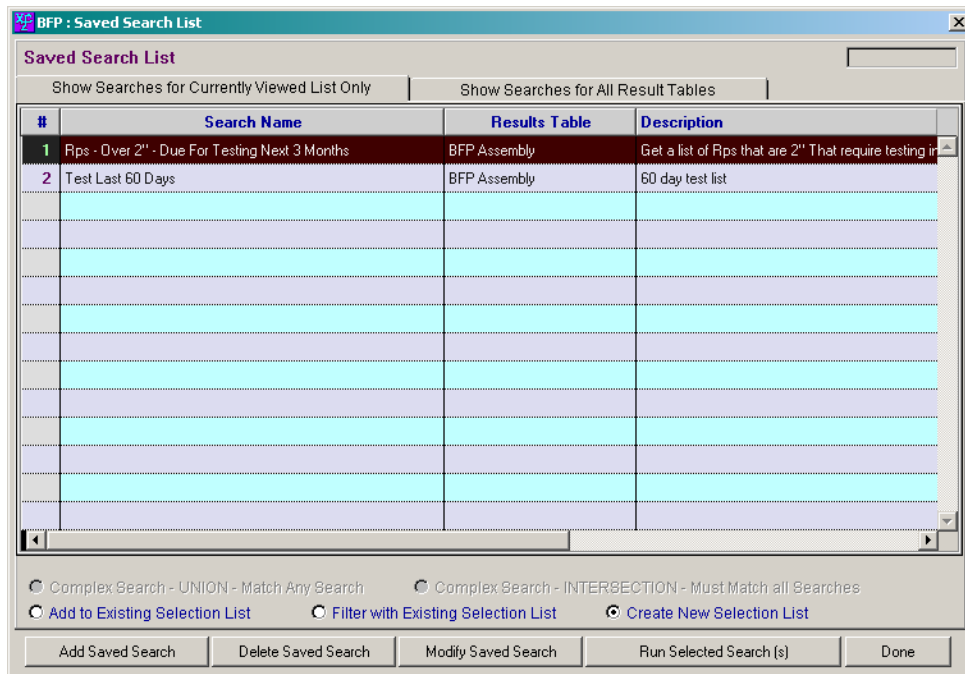 XP2 BFP : Saved Search List
Saved Search List
Show Searches for Currently Viewed List Only Show Searches for All Result Tables
# Search Name Results Table Description
1 Rps - Over 2" - Due For Testing Next 3 Months BFP Assembly Get a list of Rps that are 2" That require testing in
2 Test Last 60 Days BFP Assembly 60 day test list
Complex Search - UNION - Match Any Search Complex Search - INTERSECTION - Must Match all Searches
Add to Existing Selection List Filter with Existing Selection List Create New Selection List
Add Saved Search Delete Saved Search Modify Saved Search Run Selected Search (s) Done